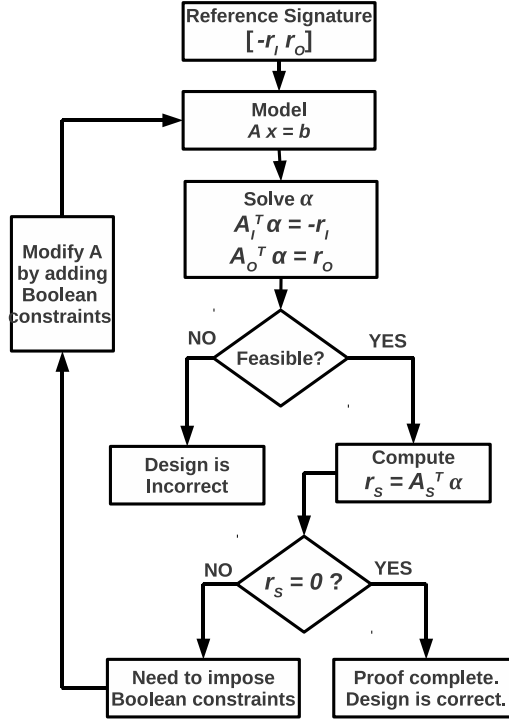 Reference Signature
[ -r_I r_O ]
Model
A x = b
Solve α
A_I^T α = -r_I
A_O^T α = r_O
Modify A
by adding
Boolean
constraints
NO
YES
Feasible?
Design is
Incorrect
Compute
r_S = A_S^T α
NO
YES
r_S = 0 ?
Need to impose
Boolean constraints
Proof complete.
Design is correct.